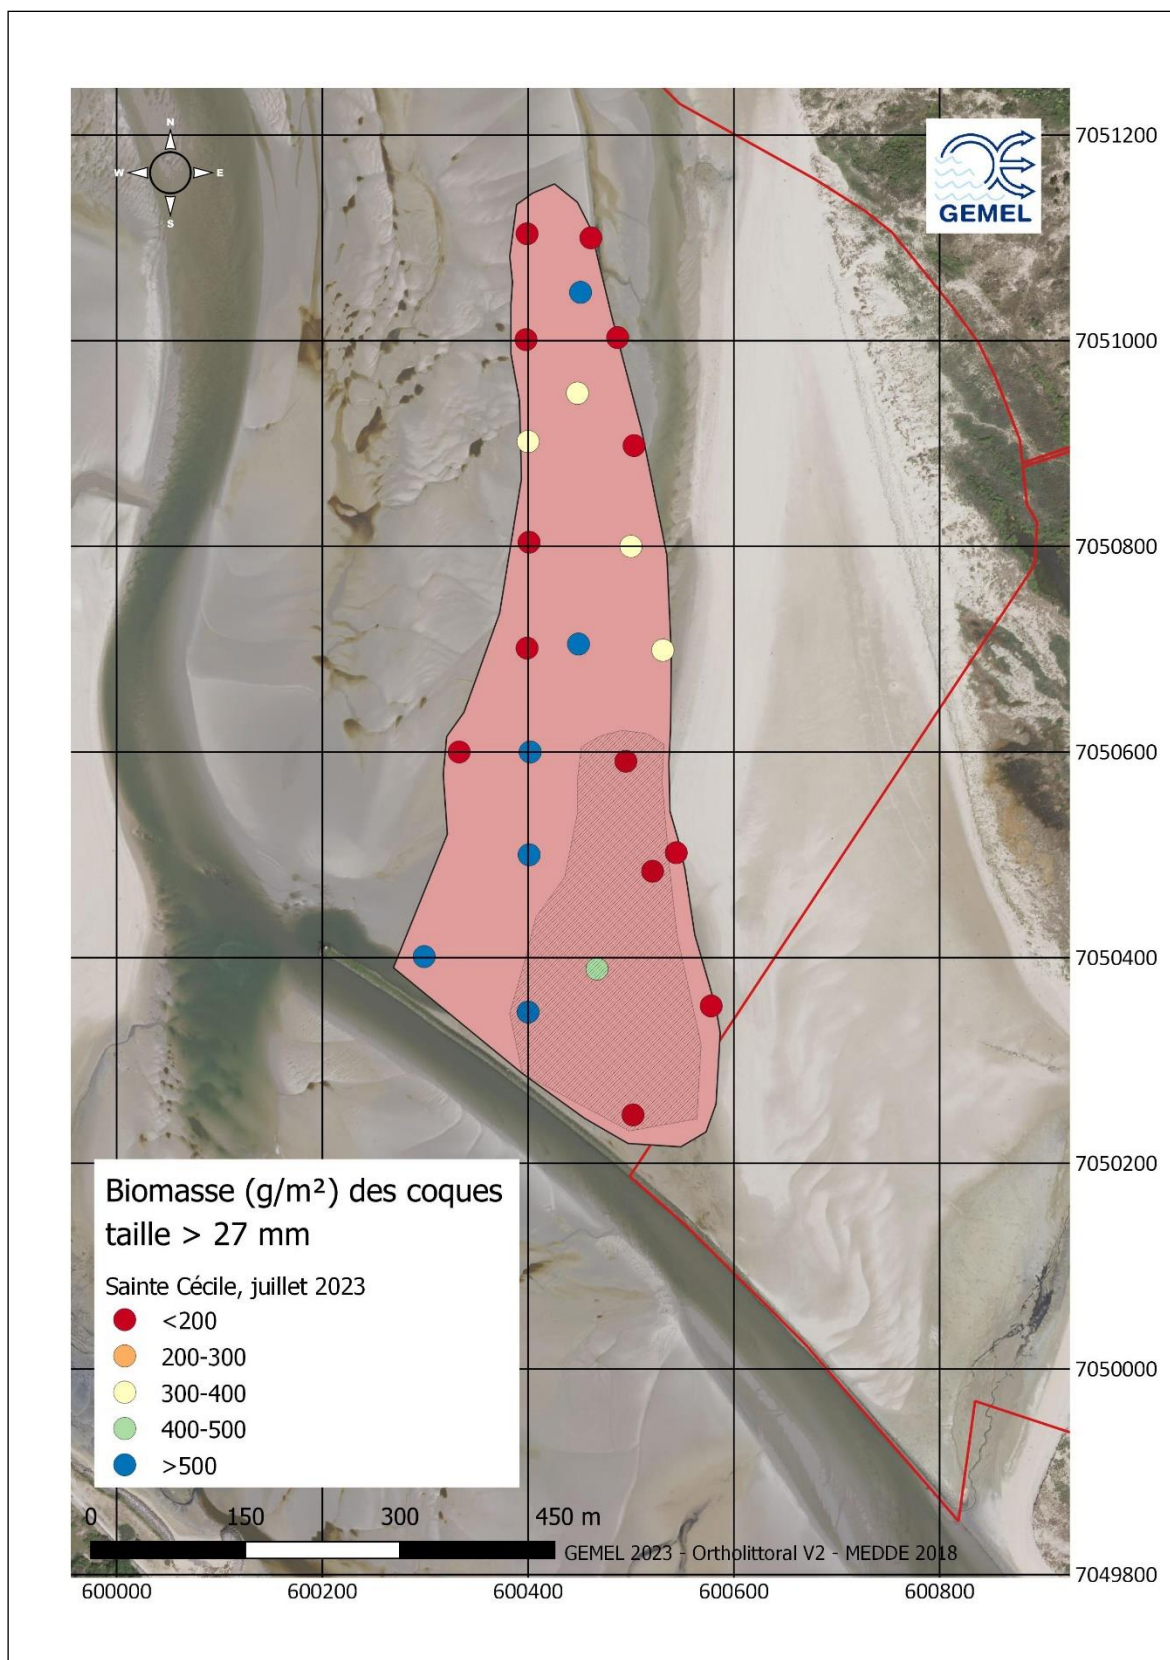 N
W E
S
GEMEL
7051200
7051000
7050800
7050600
7050400
7050200
7050000
7049800
Biomasse (g/m²) des coques
taille > 27 mm
Sainte Cécile, juillet 2023
<200
200-300
300-400
400-500
>500
0 150 300 450 m
GEMEL 2023 - Ortholittoral V2 - MEDDE 2018
600000 600200 600400 600600 600800